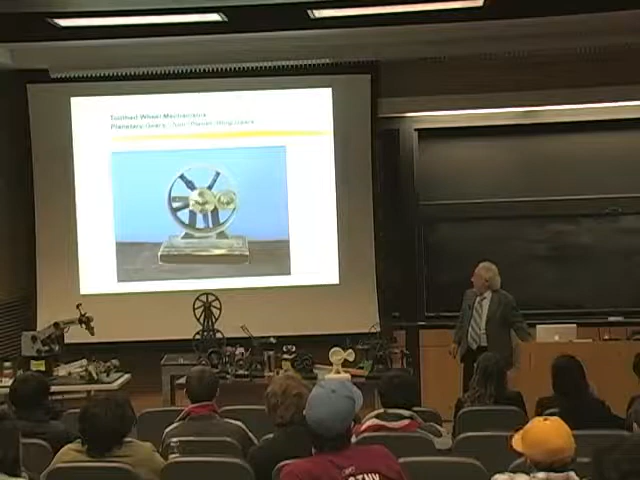 Toothed Wheel Mechanisms
Planetary Gears, Sun, Planet, Ring Gears